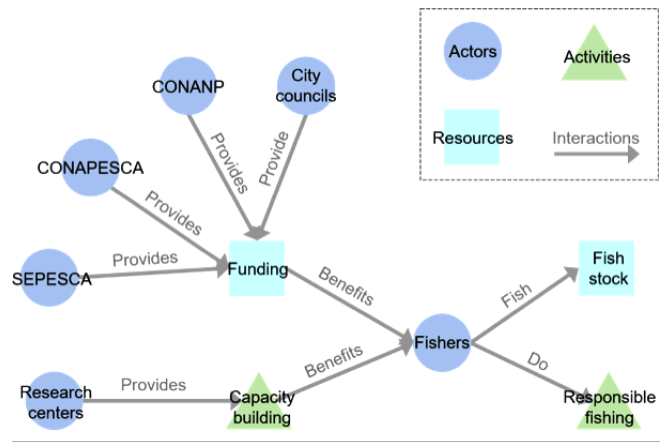 Actors
Activities
Resources
Interactions
CONANP
City
councils
Provides
Provide
CONAPESCA
Provides
SEPESCA
Provides
Funding
Benefits
Fish
stock
Fish
Fishers
Benefits
Do
Research
centers
Provides
Capacity
building
Responsible
fishing